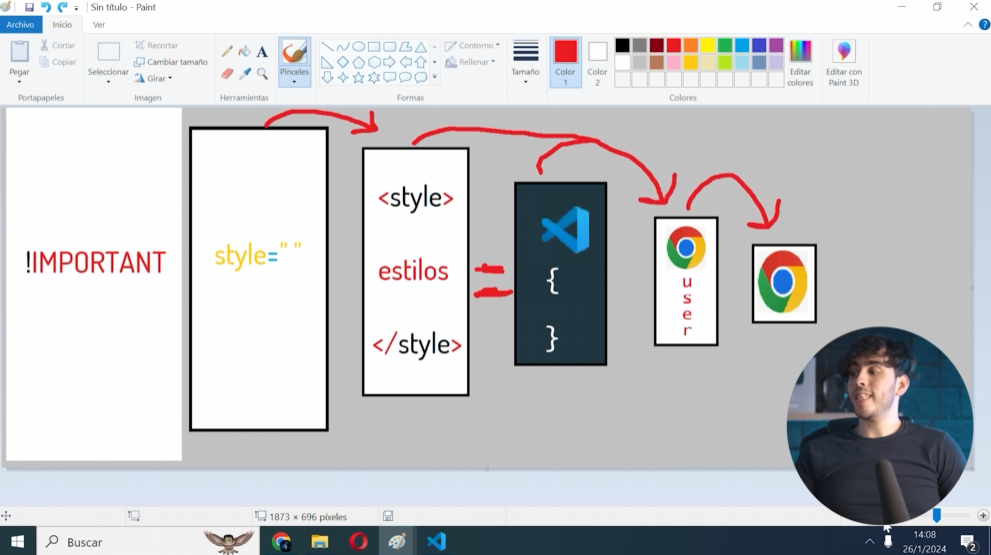 Sin título - Paint
Archivo
Inicio
Ver
Pegar
Cortar
Copiar
Portapapeles
Seleccionar
Recortar
Cambiar tamaño
Girar
Imagen
A
Herramientas
Pinceles
Contorno
Rellenar
Formas
Tamaño
Color
1
Color
2
Editar
colores
Colores
Editar con
Paint 3D
!IMPORTANT
style=" "
<style>
estilos
</style>
{
}
u
s
e
r
1873 × 696 píxeles
Buscar
14:08
26/1/2024
2